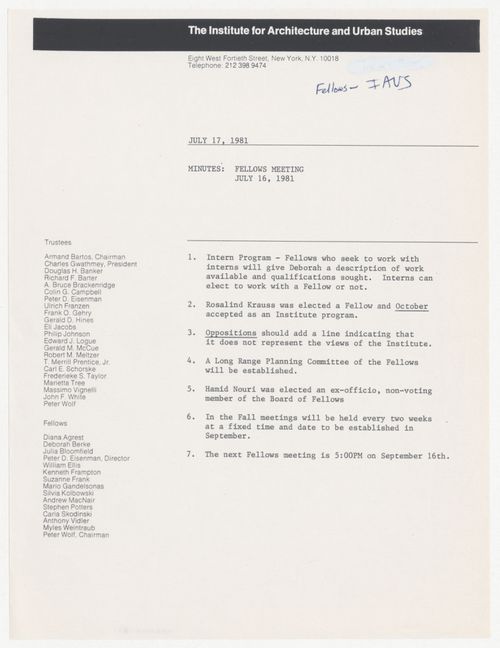 The Institute for Architecture and Urban Studies
Eight West Fortieth Street, New York, N.Y. 10018
Telephone: 212 398 9474
Fellows - IAUS
JULY 17, 1981
MINUTES: FELLOWS MEETING
JULY 16, 1981
Trustees
Armand Bartos, Chairman
Charles Gwathmey, President
Douglas H. Banker
Richard F. Barter
A. Bruce Brackenridge
Colin G. Campbell
Peter D. Eisenman
Ulrich Franzen
Frank O. Gehry
Gerald D. Hines
Eli Jacobs
Philip Johnson
Edward J. Logue
Gerald M. McCue
Robert M. Meltzer
T. Merrill Prentice, Jr.
Carl E. Schorske
Frederieke S. Taylor
Marietta Tree
Massimo Vignelli
John F. White
Peter Wolf
Fellows
Diana Agrest
Deborah Berke
Julia Bloomfield
Peter D. Eisenman, Director
William Ellis
Kenneth Frampton
Suzanne Frank
Mario Gandelsonas
Silvia Kolbowski
Andrew MacNair
Stephen Potters
Carla Skodinski
Anthony Vidler
Myles Weintraub
Peter Wolf, Chairman
1. Intern Program - Fellows who seek to work with
interns will give Deborah a description of work
available and qualifications sought. Interns can
elect to work with a Fellow or not.
2. Rosalind Krauss was elected a Fellow and October
accepted as an Institute program.
3. Oppositions should add a line indicating that
it does not represent the views of the Institute.
4. A Long Range Planning Committee of the Fellows
will be established.
5. Hamid Nouri was elected an ex-officio, non-voting
member of the Board of Fellows
6. In the Fall meetings will be held every two weeks
at a fixed time and date to be established in
September.
7. The next Fellows meeting is 5:00PM on September 16th.